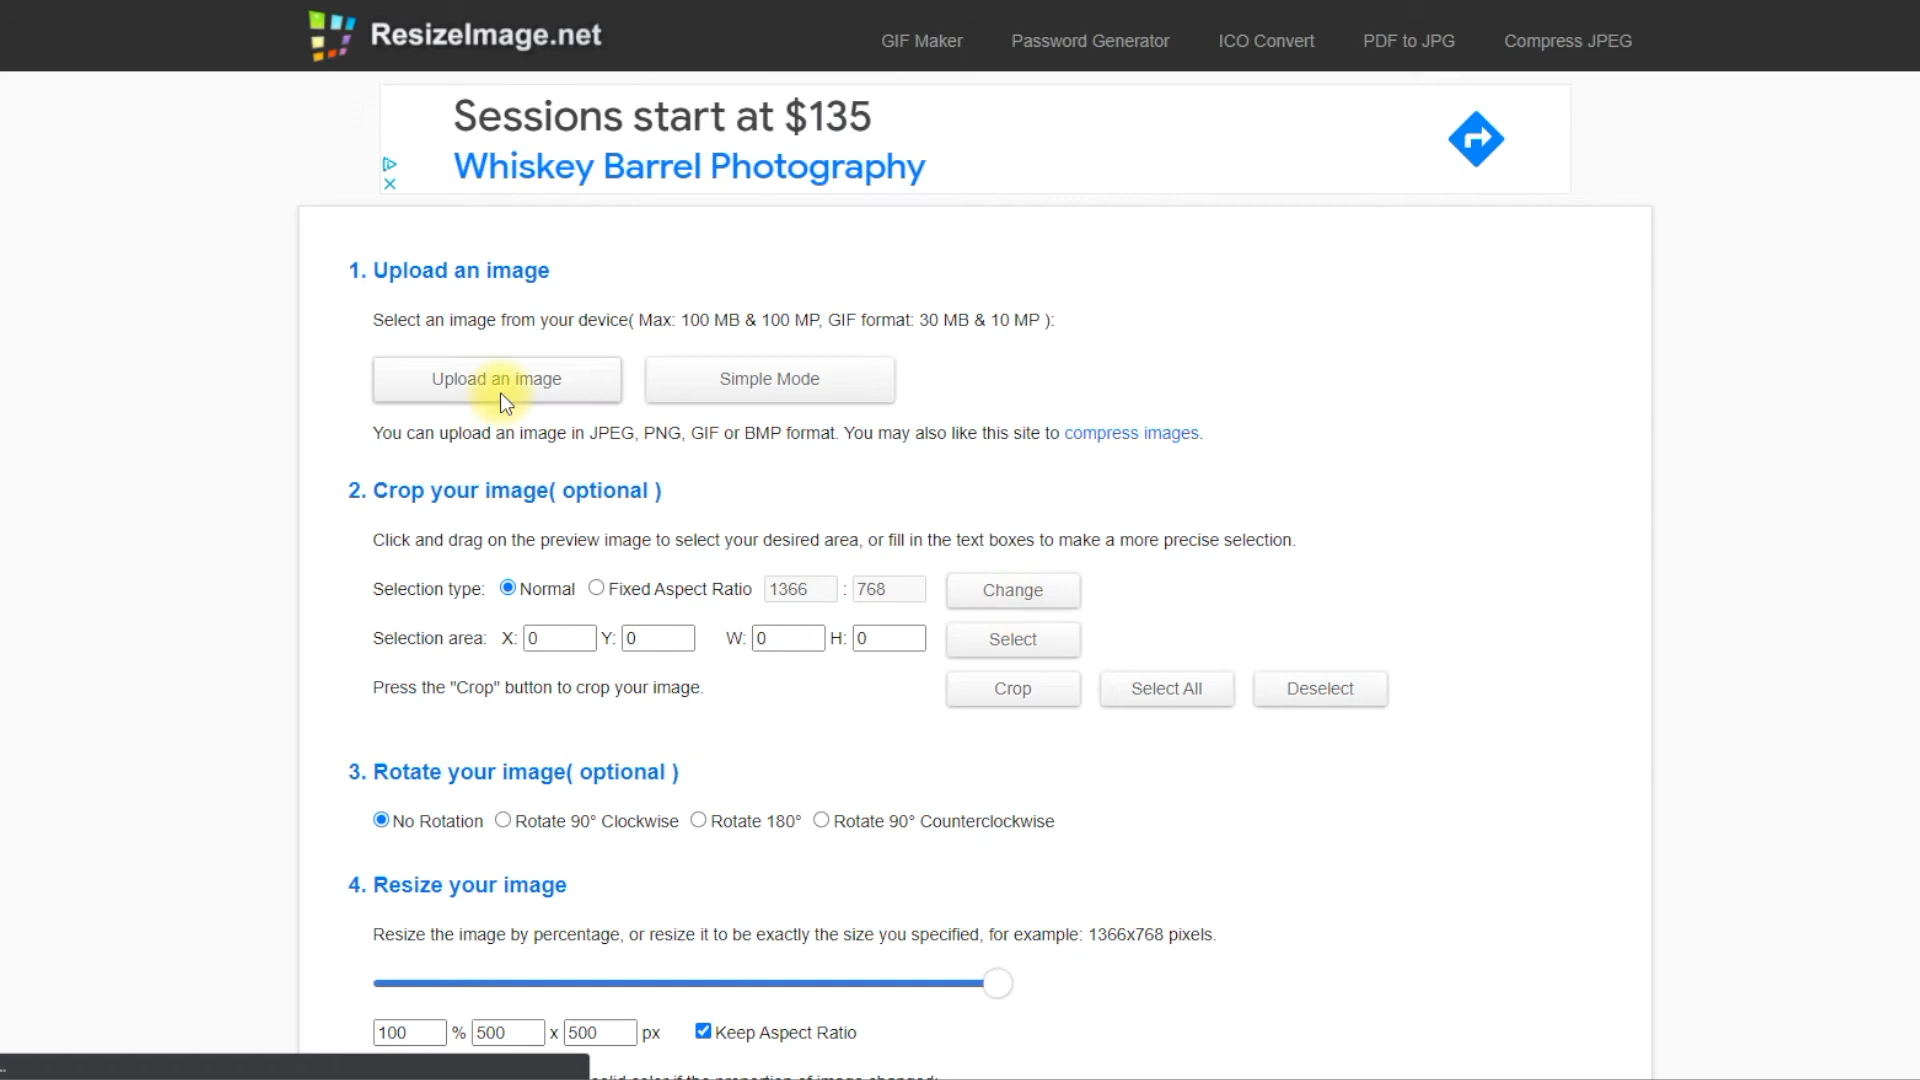 ResizeImage.net
GIF Maker Password Generator ICO Convert PDF to JPG Compress JPEG
Sessions start at $135
Whiskey Barrel Photography
1. Upload an image
Select an image from your device( Max: 100 MB & 100 MP, GIF format: 30 MB & 10 MP ):
Upload an image Simple Mode
You can upload an image in JPEG, PNG, GIF or BMP format. You may also like this site to compress images.
2. Crop your image( optional )
Click and drag on the preview image to select your desired area, or fill in the text boxes to make a more precise selection.
Selection type: Normal Fixed Aspect Ratio 1366 : 768 Change
Selection area: X: 0 Y: 0 W: 0 H: 0 Select
Press the "Crop" button to crop your image. Crop Select All Deselect
3. Rotate your image( optional )
No Rotation Rotate 90° Clockwise Rotate 180° Rotate 90° Counterclockwise
4. Resize your image
Resize the image by percentage, or resize it to be exactly the size you specified, for example: 1366x768 pixels.
100 % 500 x 500 px Keep Aspect Ratio
solid color if the proportion of image changed: